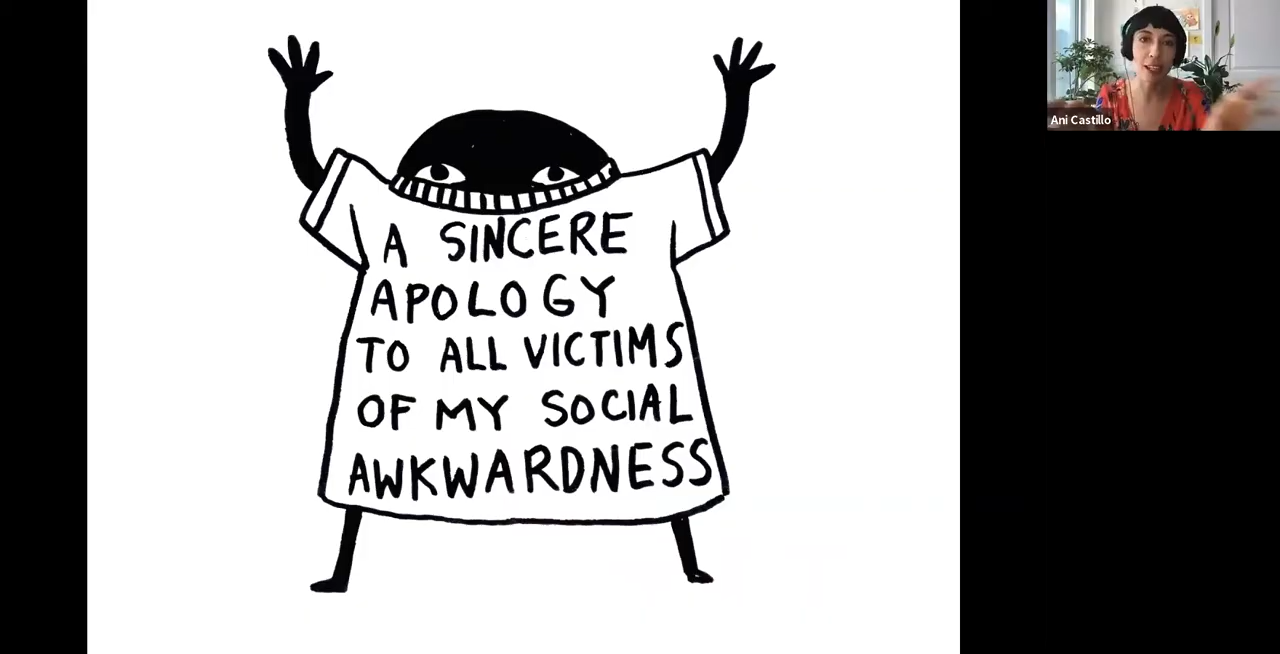 A SINCERE
APOLOGY
TO ALL VICTIMS
OF MY SOCIAL
AWKWARDNESS
Ani Castillo